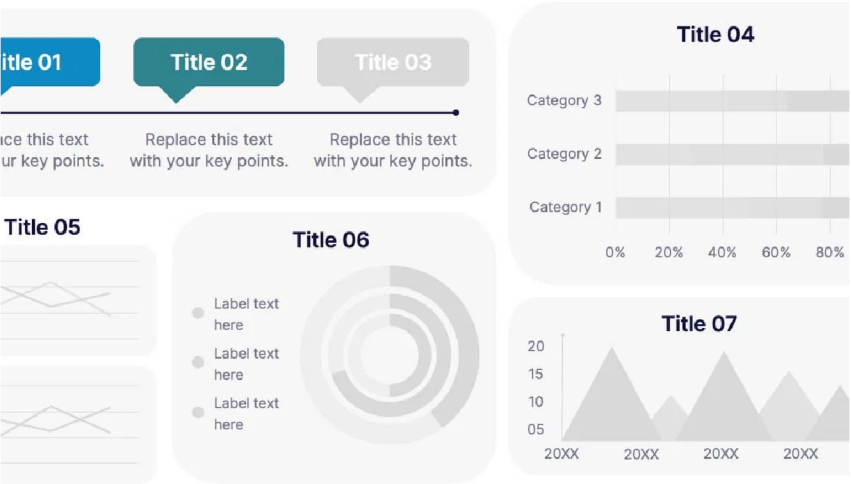 itle 01
Title 02
Title 03
ace this text
ur key points.
Replace this text
with your key points.
Replace this text
with your key points.
Title 04
Category 3
Category 2
Category 1
0% 20% 40% 60% 80%
Title 05
Title 06
Label text
here
Label text
here
Label text
here
Title 07
20
15
10
05
20XX 20XX 20XX 20XX